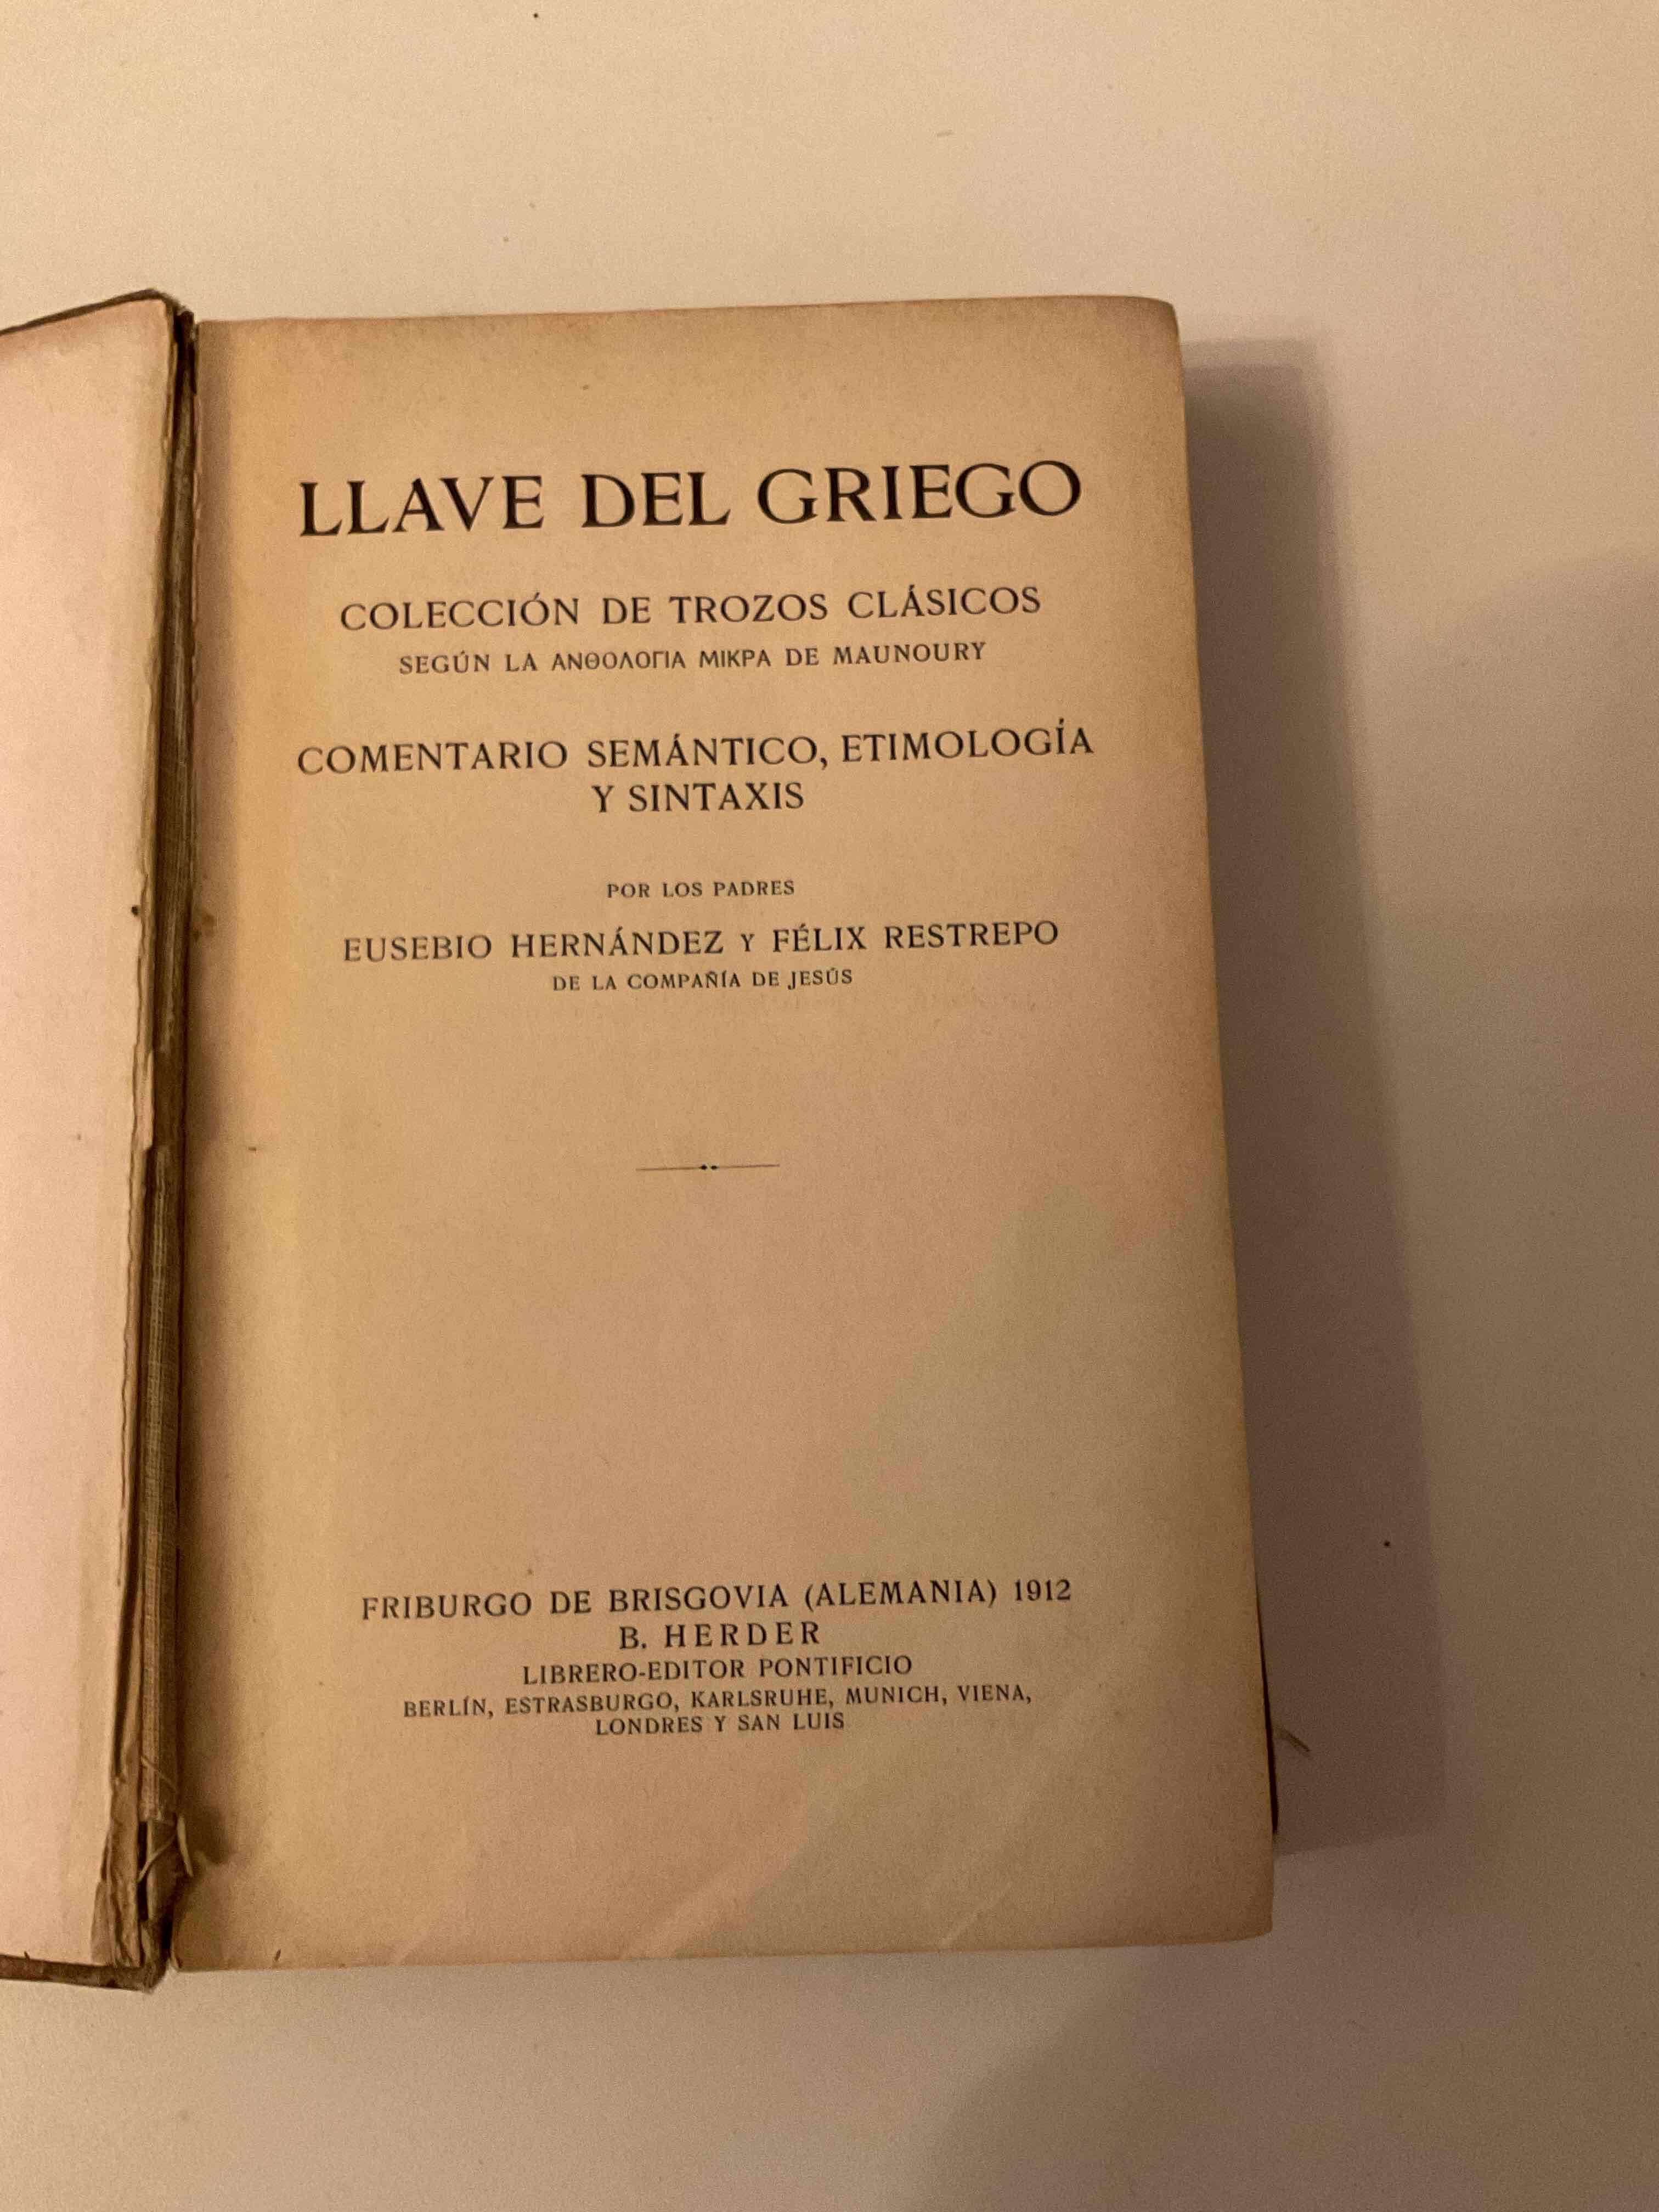 LLAVE DEL GRIEGO
COLECCIÓN DE TROZOS CLÁSICOS
SEGÚN LA ΑΝΘΟΛΟΓΙΑ ΜΙΚΡΑ DE MAUNOURY
COMENTARIO SEMÁNTICO, ETIMOLOGÍA
Y SINTAXIS
POR LOS PADRES
EUSEBIO HERNÁNDEZ Y FÉLIX RESTREPO
DE LA COMPAÑÍA DE JESÚS
FRIBURGO DE BRISGOVIA (ALEMANIA) 1912
B. HERDER
LIBRERO-EDITOR PONTIFICIO
BERLÍN, ESTRASBURGO, KARLSRUHE, MUNICH, VIENA,
LONDRES Y SAN LUIS